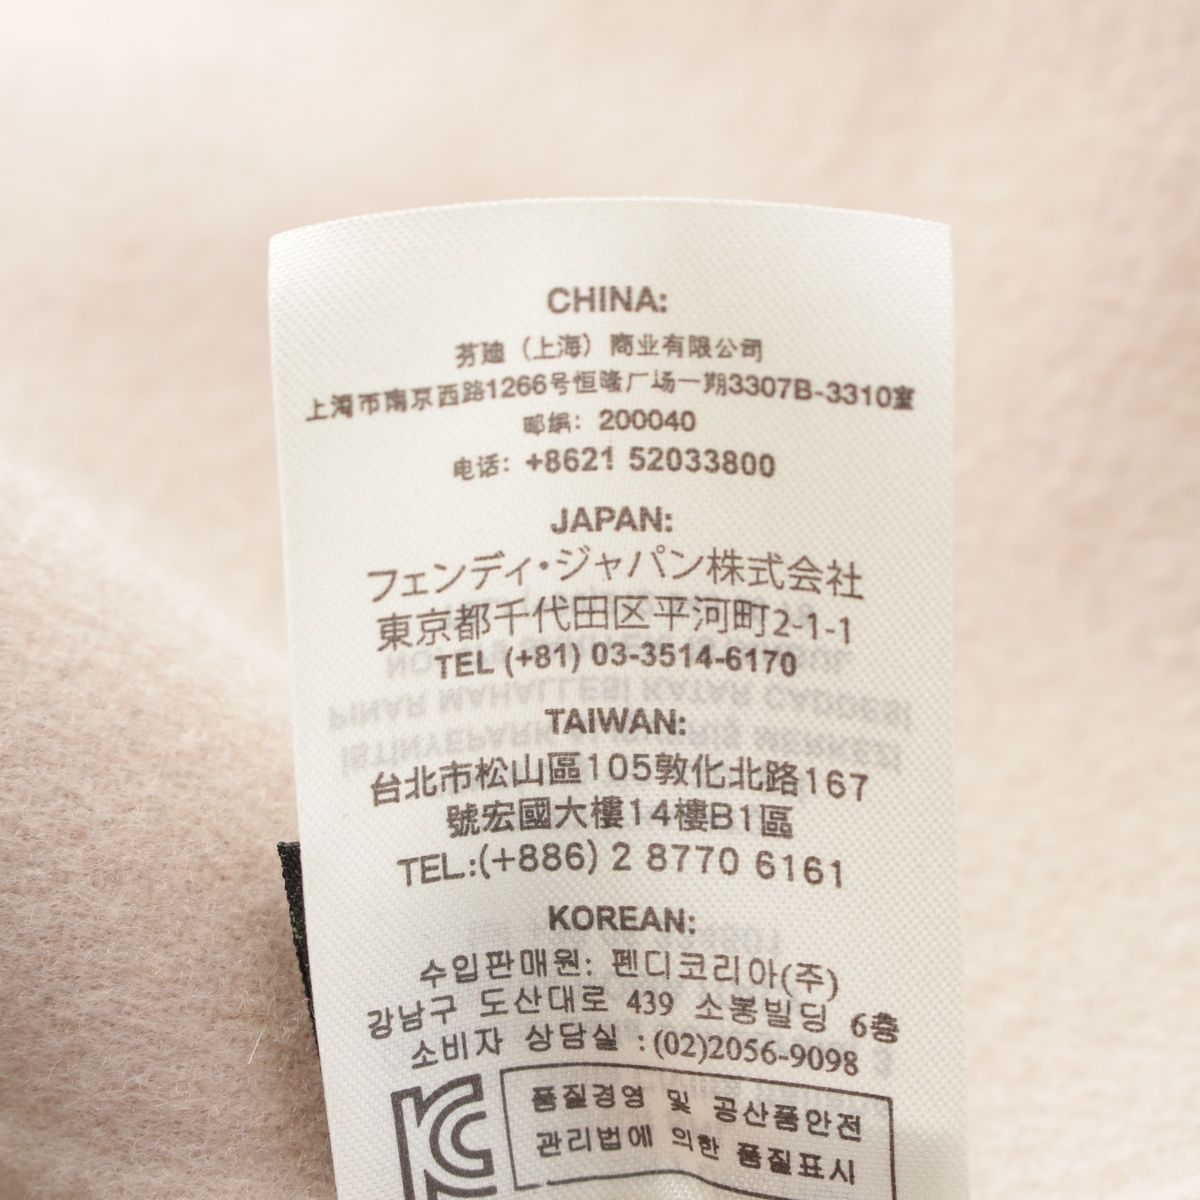 CHINA:
芬迪（上海）商业有限公司
上海市南京西路1266号恒隆广场一期3307B-3310室
邮编：200040
电话：+8621 52033800
JAPAN:
フェンディ・ジャパン株式会社
東京都千代田区平河町2-1-1
TEL (+81) 03-3514-6170
TAIWAN:
台北市松山區105敦化北路167
號宏國大樓14樓B1區
TEL.:(+886) 2 8770 6161
KOREAN:
수입판매원: 펜디코리아(주)
강남구 도산대로 439 소봉빌딩 6층
소비자 상담실 : (02)2056-9098
품질경영 및 공산품안전
관리법에 의한 품질표시